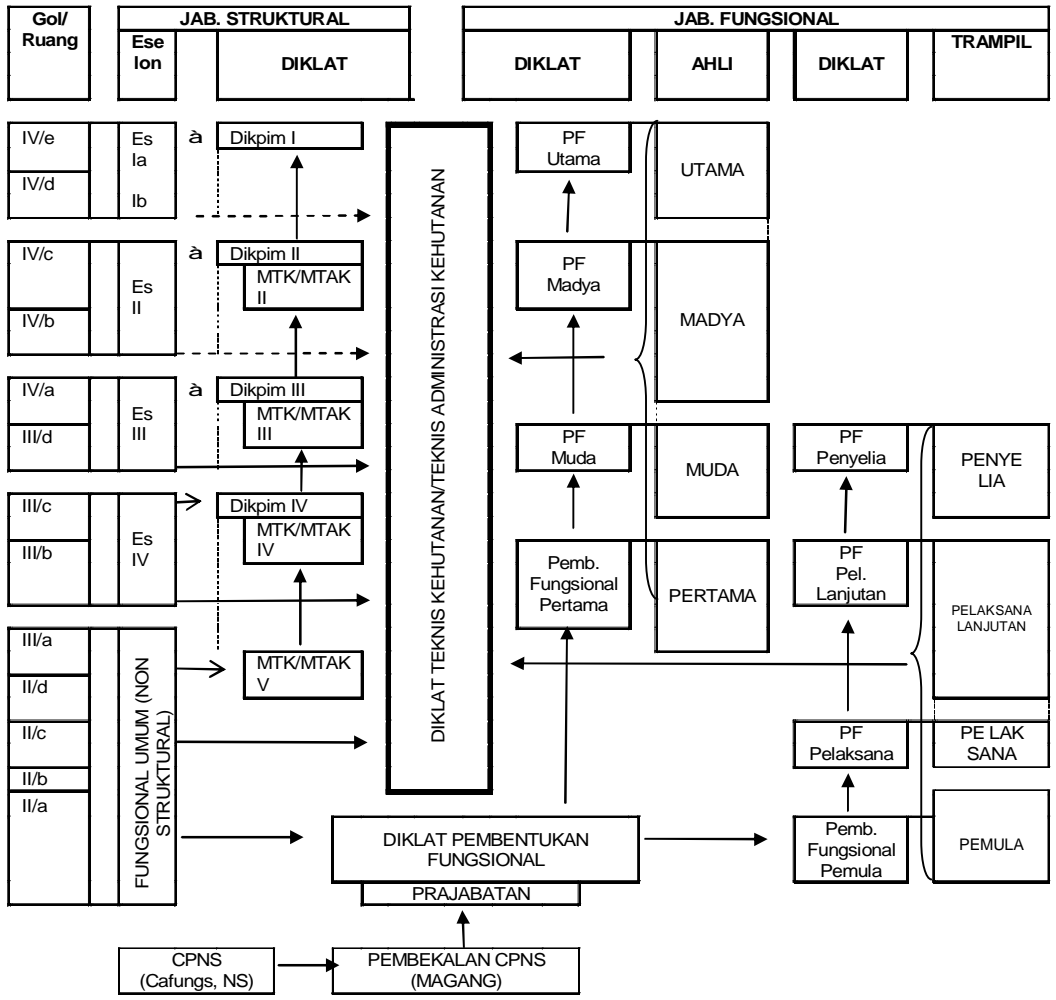 Gol/
Ruang
JAB. STRUKTURAL
JAB. FUNGSIONAL
Ese
lon
DIKLAT
DIKLAT
AHLI
DIKLAT
TRAMPIL
IV/e
IV/d
Es
Ia
Ib
à
Dikpim I
IV/c
IV/b
Es
II
à
Dikpim II
MTK/MTAK
II
IV/a
III/d
Es
III
à
Dikpim III
MTK/MTAK
III
III/c
III/b
Es
IV
Dikpim IV
MTK/MTAK
IV
III/a
II/d
II/c
II/b
II/a
FUNGSIONAL UMUM (NON
STRUKTURAL)
MTK/MTAK
V
DIKLAT TEKNIS KEHUTANAN/TEKNIS ADMINISTRASI KEHUTANAN
PF
Utama
UTAMA
PF
Madya
MADYA
PF
Muda
MUDA
Pemb.
Fungsional
Pertama
PERTAMA
PF
Penyelia
PENYE
LIA
PF
Pel.
Lanjutan
PELAKSANA
LANJUTAN
PF
Pelaksana
PE LAK
SANA
Pemb.
Fungsional
Pemula
PEMULA
DIKLAT PEMBENTUKAN
FUNGSIONAL
PRAJABATAN
CPNS
(Cafungs, NS)
PEMBEKALAN CPNS
(MAGANG)